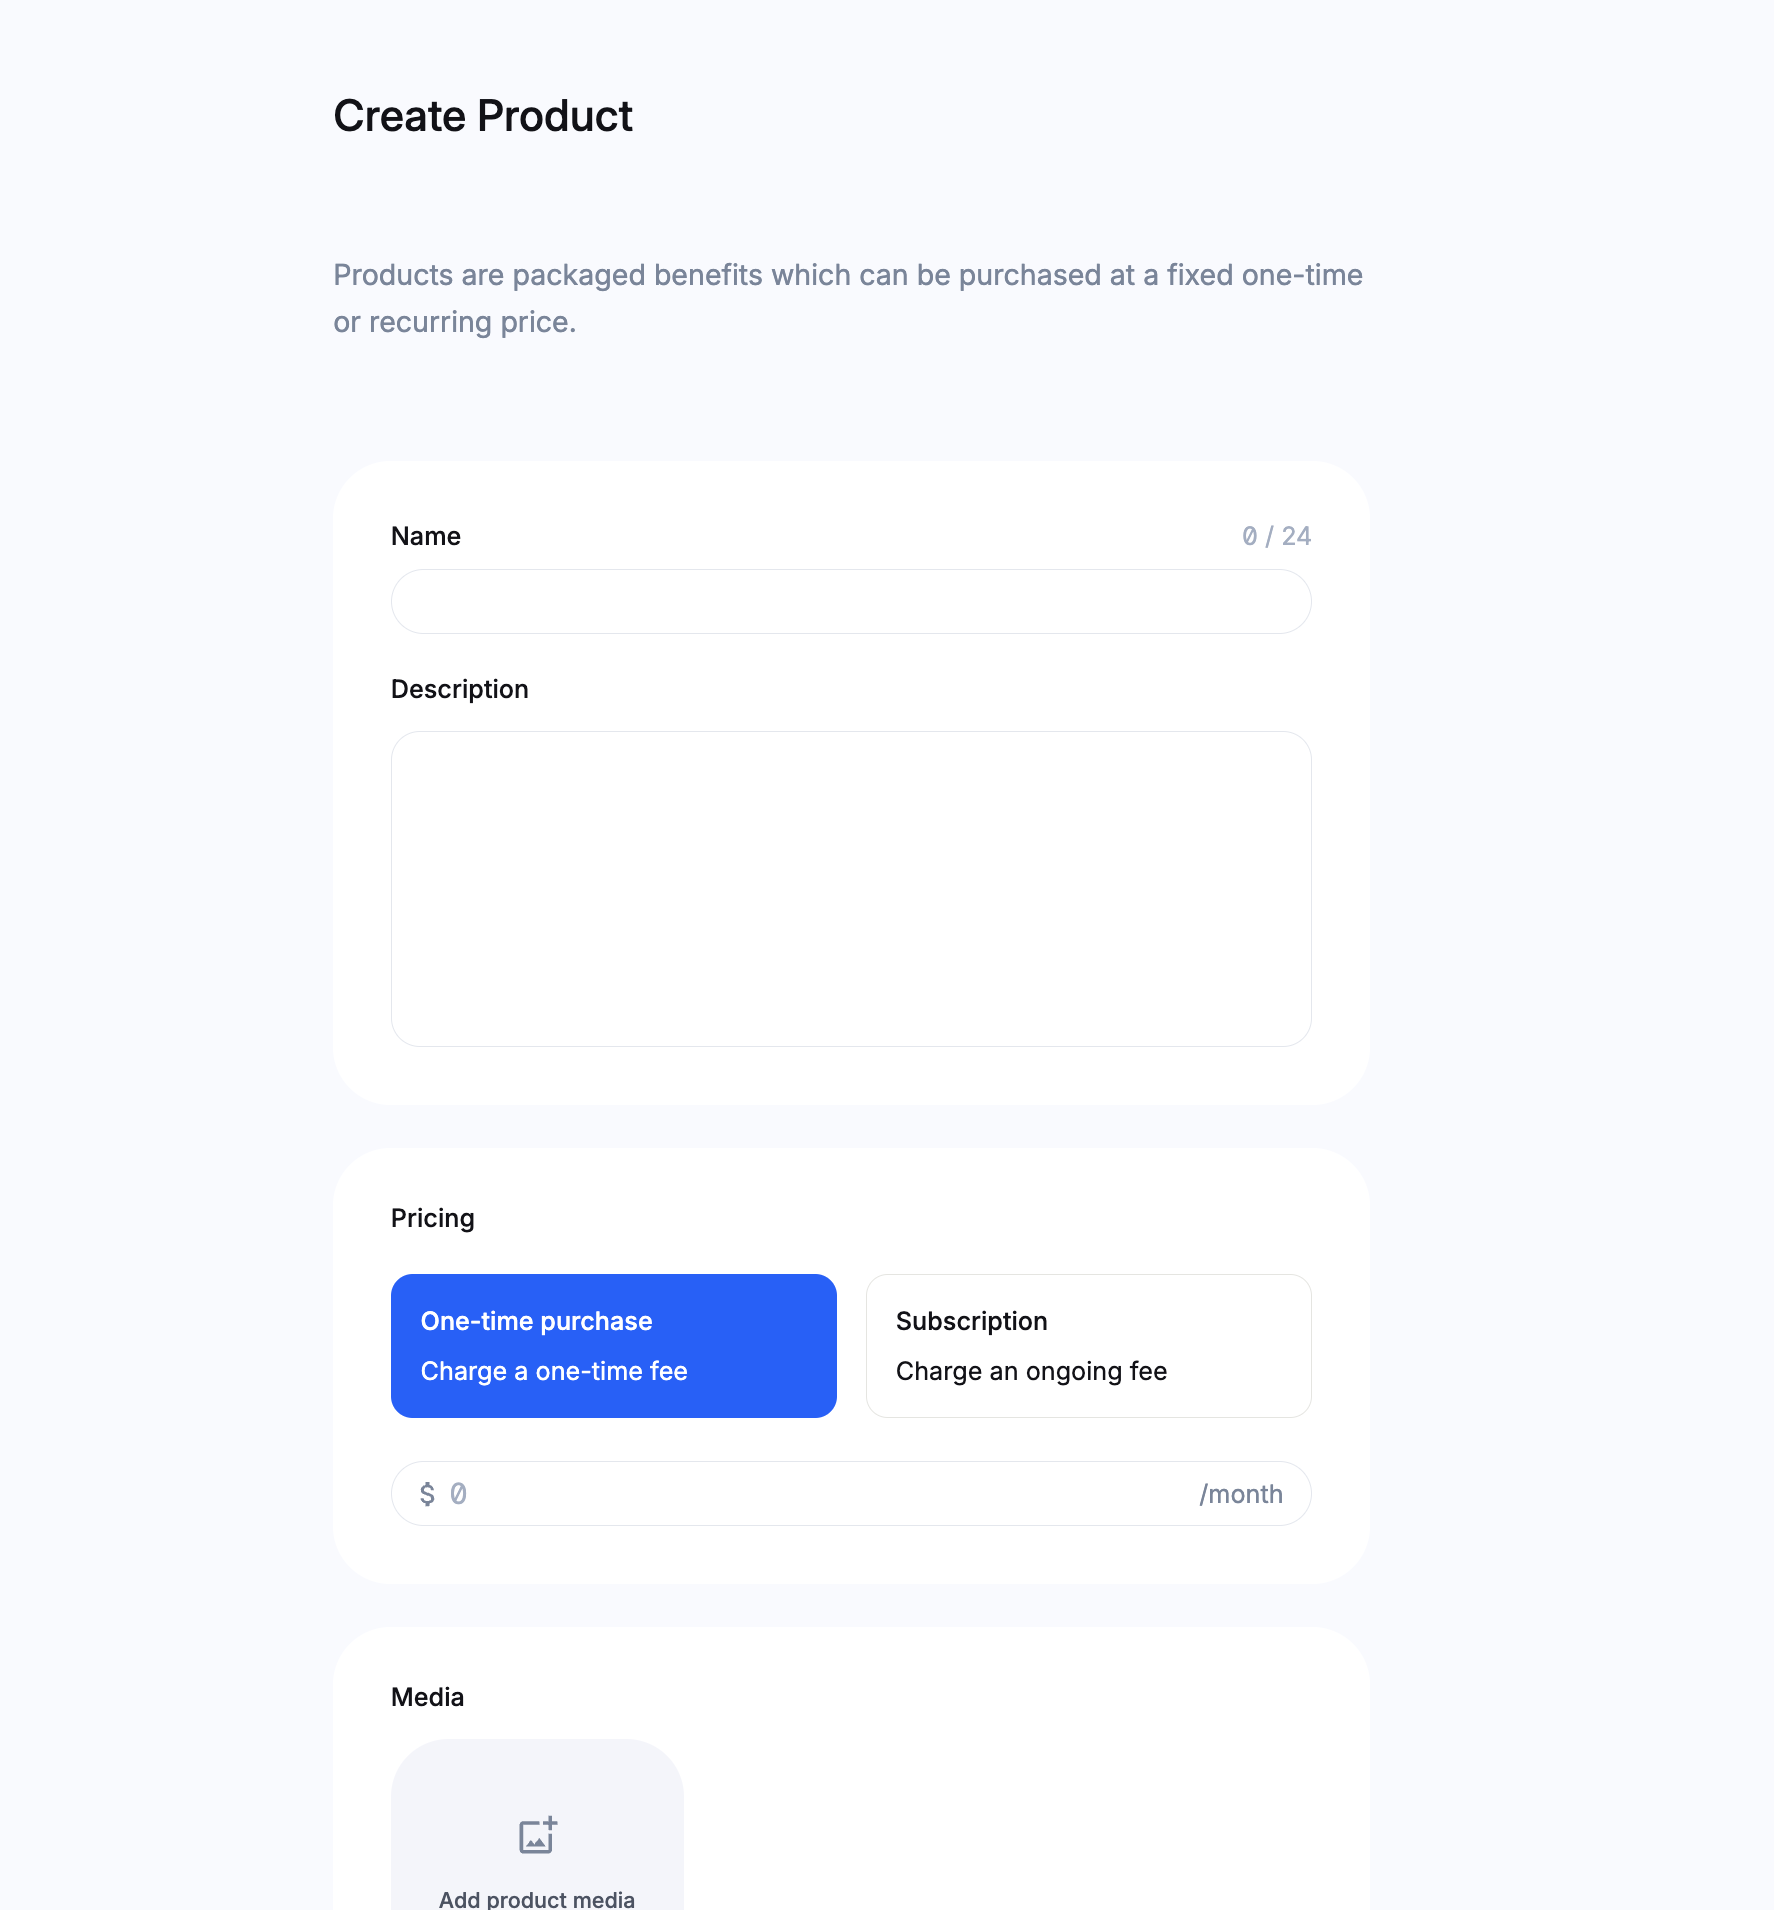 Create Product
Products are packaged benefits which can be purchased at a fixed one-time
or recurring price.
Name
0 / 24
Description
Pricing
One-time purchase
Charge a one-time fee
Subscription
Charge an ongoing fee
$ 0
/month
Media
Add product media